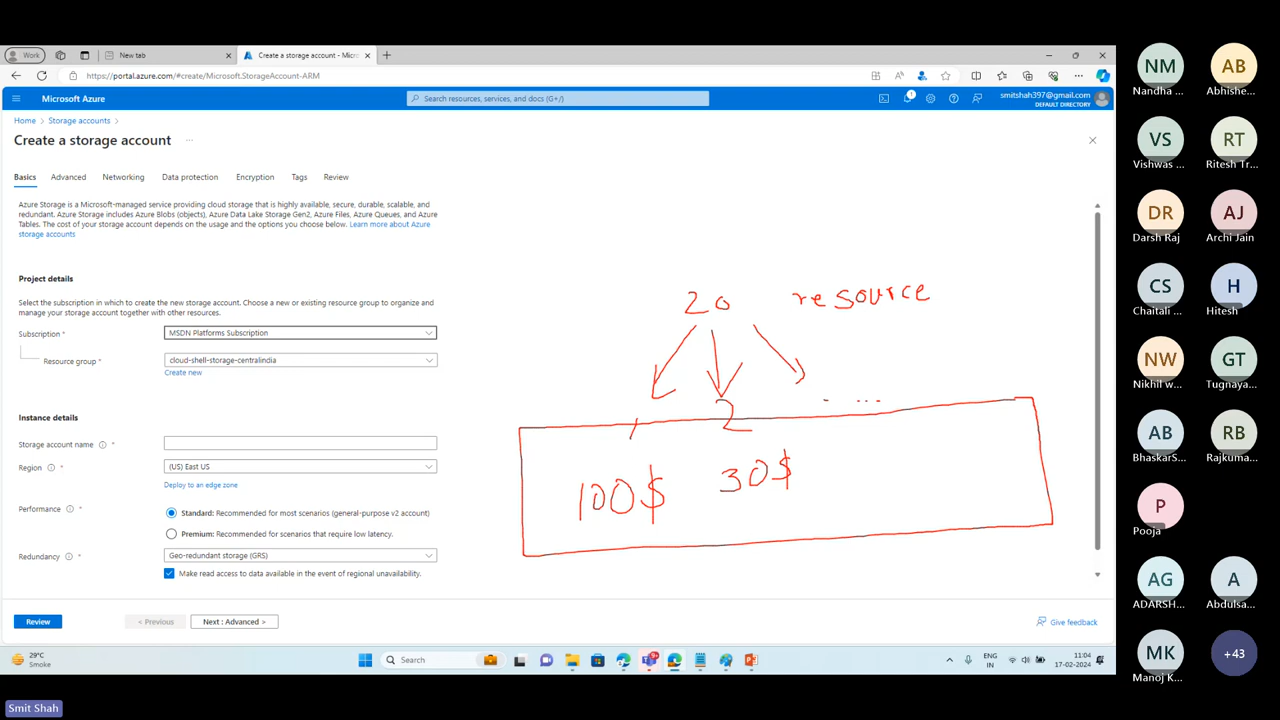 Work
New tab
Create a storage account - Micro
https://portal.azure.com/#create/Microsoft.StorageAccount-ARM
Microsoft Azure
Search resources, services, and docs (G+/)
1
smitshah397@gmail.com
DEFAULT DIRECTORY
Home > Storage accounts >
Create a storage account ...
Basics Advanced Networking Data protection Encryption Tags Review
Azure Storage is a Microsoft-managed service providing cloud storage that is highly available, secure, durable, scalable, and
redundant. Azure Storage includes Azure Blobs (objects), Azure Data Lake Storage Gen2, Azure Files, Azure Queues, and Azure
Tables. The cost of your storage account depends on the usage and the options you choose below. Learn more about Azure
storage accounts
Project details
Select the subscription in which to create the new storage account. Choose a new or existing resource group to organize and
manage your storage account together with other resources.
Subscription *
MSDN Platforms Subscription
Resource group *
cloud-shell-storage-centralindia
Create new
Instance details
Storage account name *
Region *
(US) East US
Deploy to an edge zone
Performance *
Standard: Recommended for most scenarios (general-purpose v2 account)
Premium: Recommended for scenarios that require low latency.
Redundancy *
Geo-redundant storage (GRS)
Make read access to data available in the event of regional unavailability.
Review
< Previous
Next : Advanced >
Give feedback
20 resource
1 2 . ...
100$ 30$
29°C
Smoke
Search
ENG
IN
11:04
17-02-2024
NM
Nandha ...
AB
Abhishe...
VS
Vishwas ...
RT
Ritesh Tr...
DR
Darsh Raj
AJ
Archi Jain
CS
Chaitali ...
H
Hitesh
NW
Nikhil w...
GT
Tugnaya...
AB
BhaskarS...
RB
Rajkuma...
P
Pooja
AG
ADARSH...
A
Abdulsa...
MK
Manoj K...
+43
Smit Shah